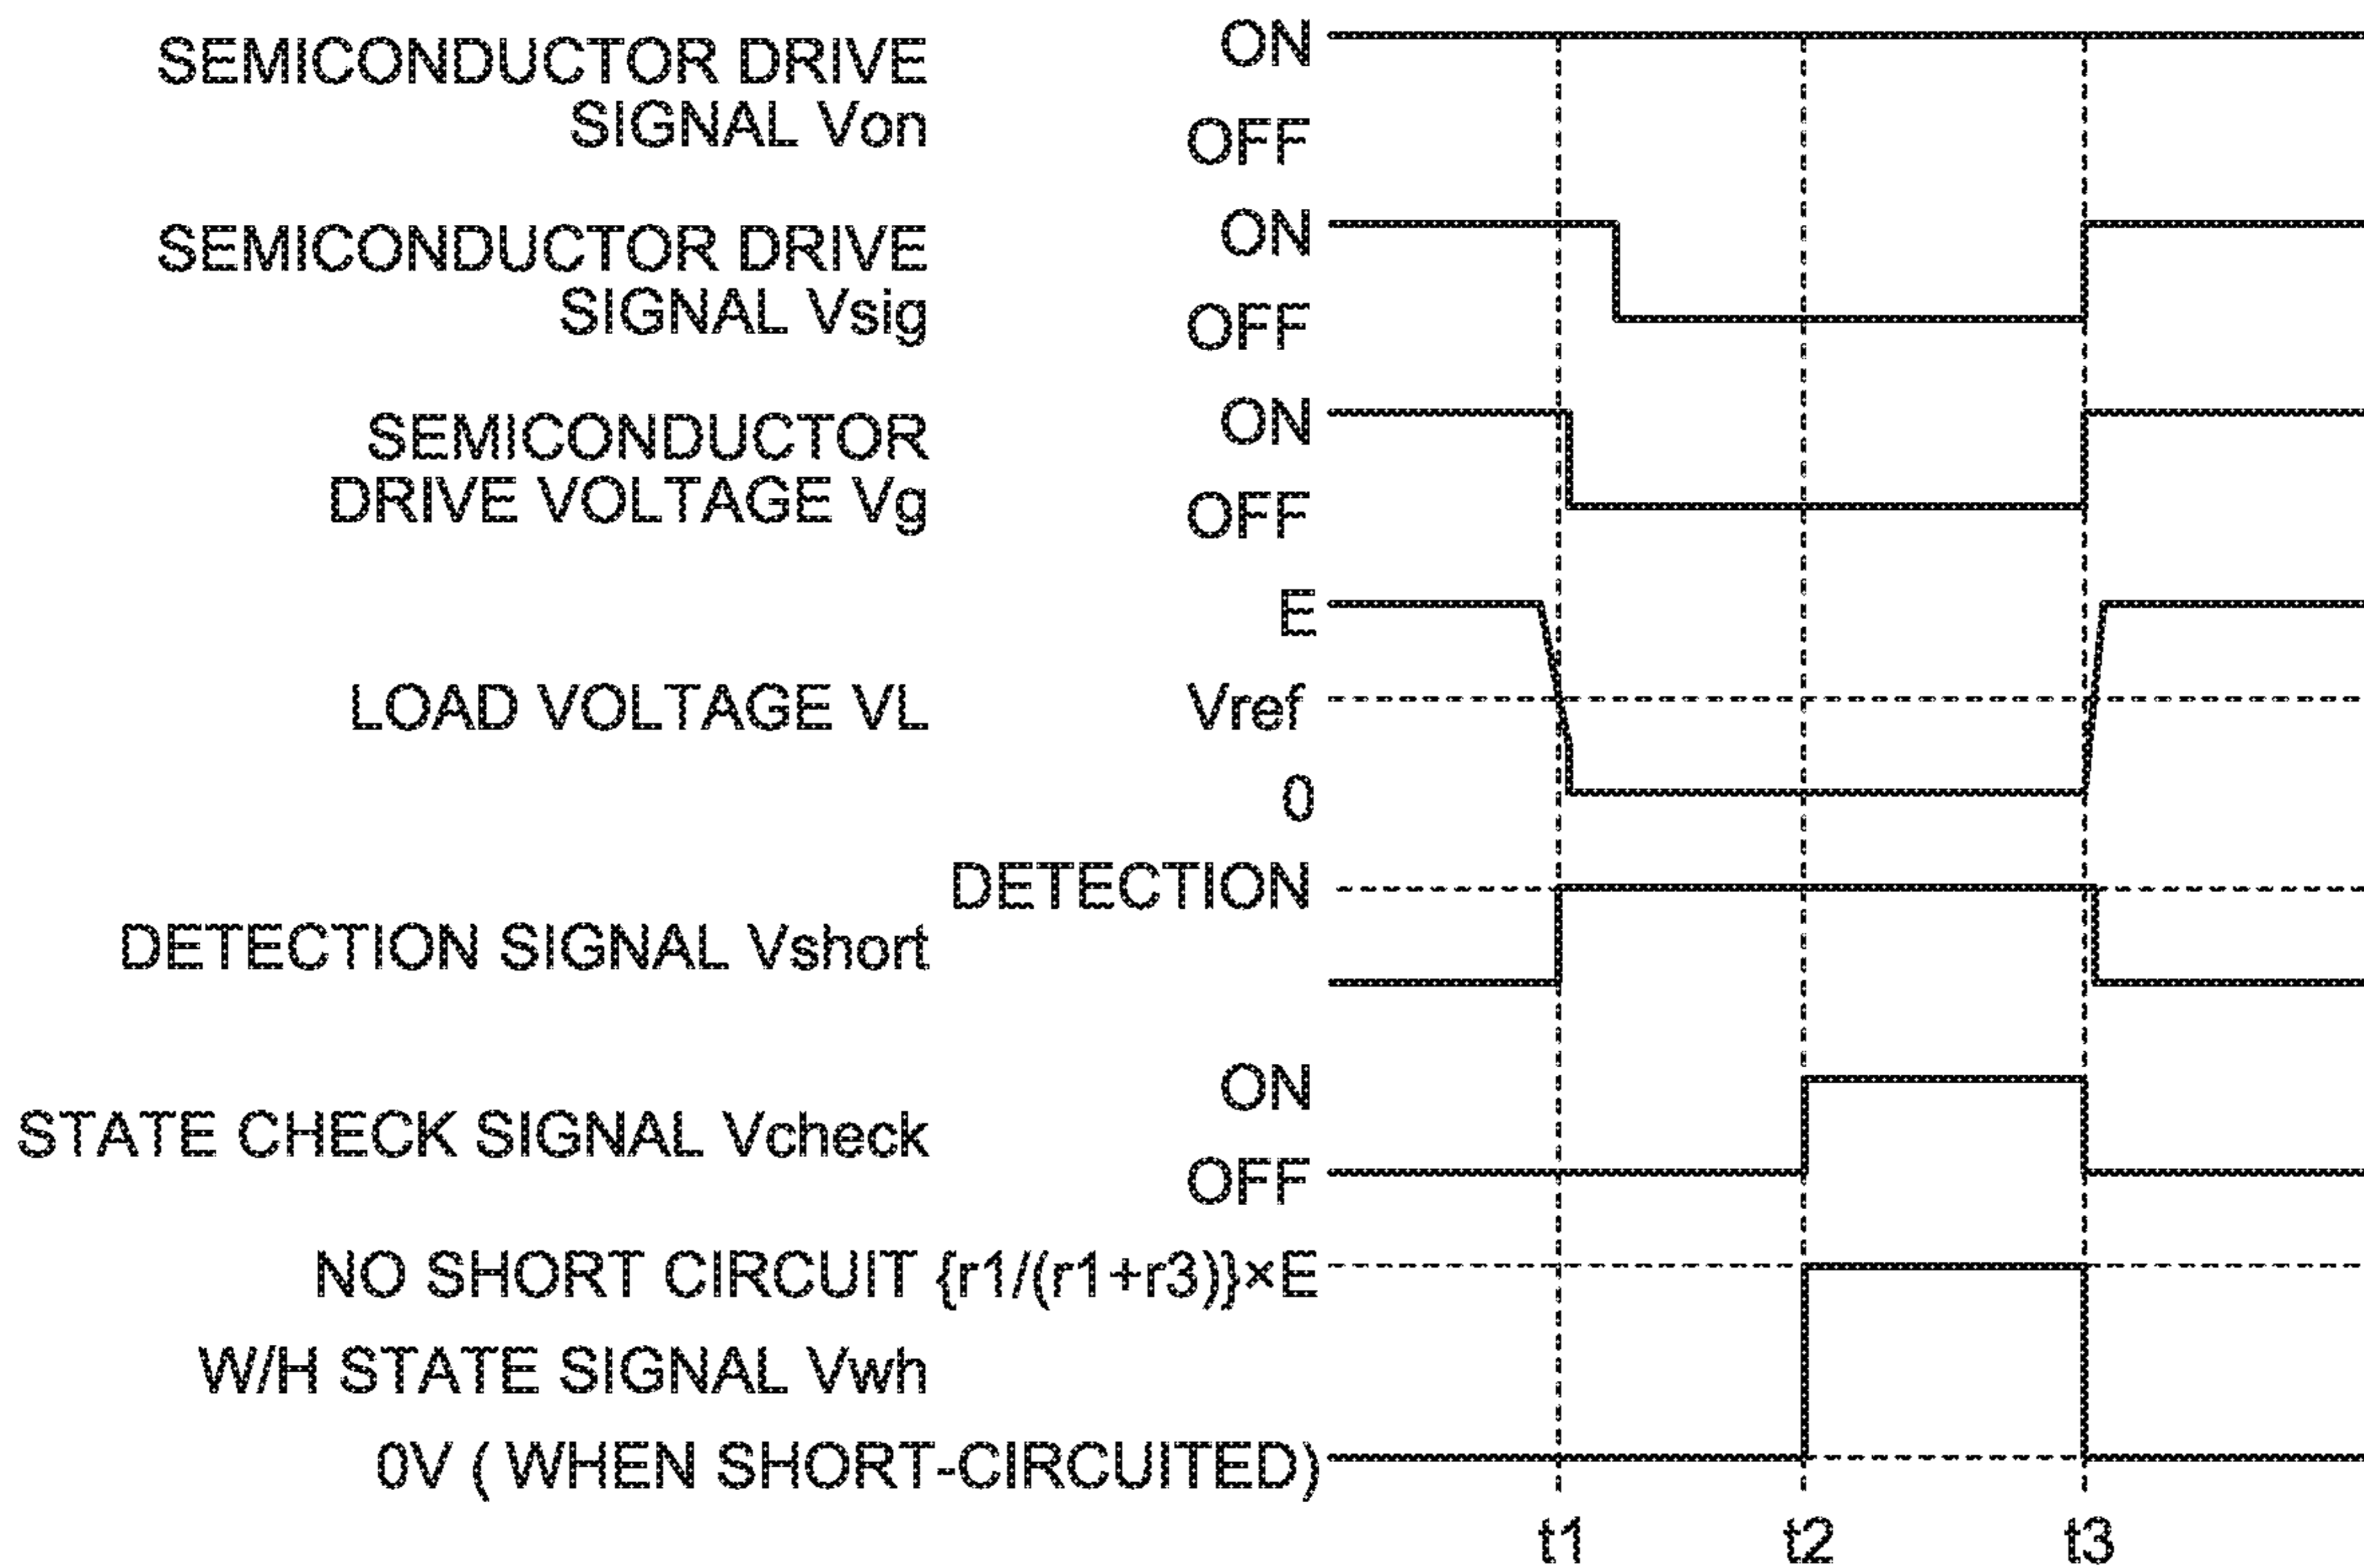 SEMICONDUCTOR DRIVE
SIGNAL Von
ON
OFF
SEMICONDUCTOR DRIVE
SIGNAL Vsig
ON
OFF
SEMICONDUCTOR
DRIVE VOLTAGE Vg
ON
OFF
E
LOAD VOLTAGE VL
Vref
0
DETECTION
DETECTION SIGNAL Vshort
ON
STATE CHECK SIGNAL Vcheck
OFF
NO SHORT CIRCUIT {r1/(r1+r3)}×E
W/H STATE SIGNAL Vwh
0V ( WHEN SHORT-CIRCUITED)
t1 t2 t3